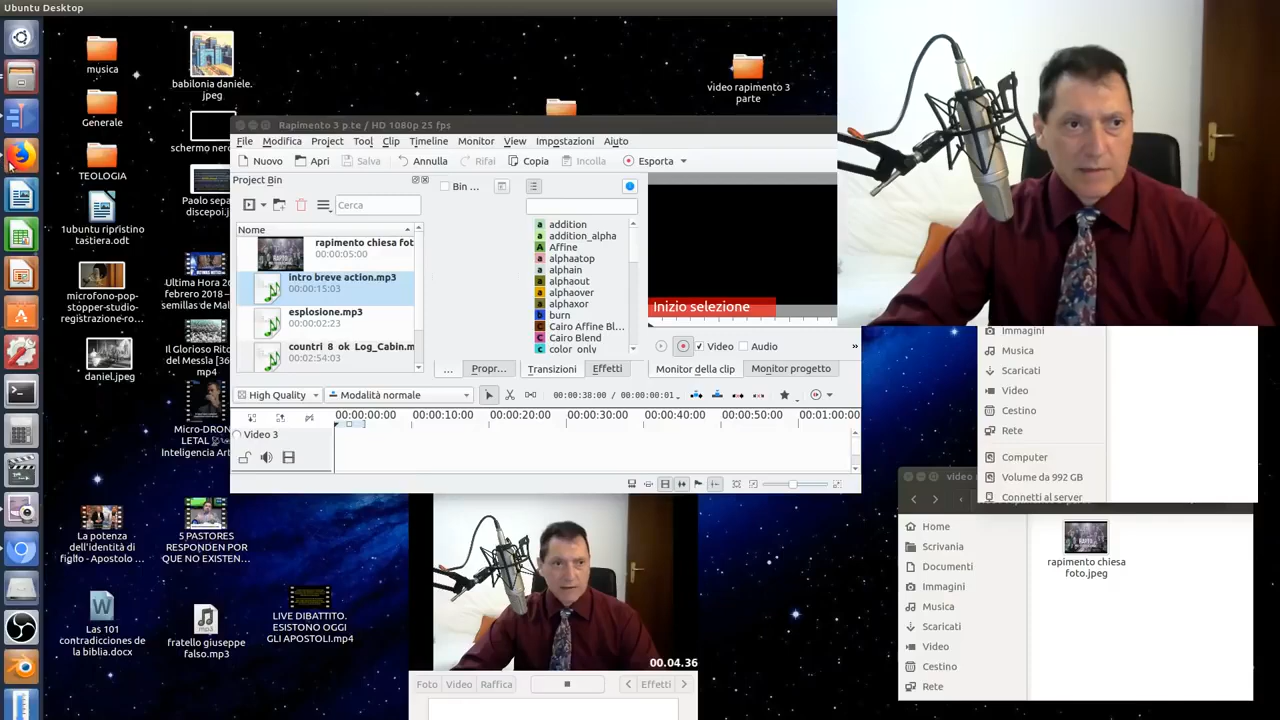 Ubuntu Desktop
musica
Generale
TEOLOGIA
1ubuntu ripristino
tastiera.odt
microfono-pop-
stopper-studio-
registrazione-ro...
daniel.jpeg
La potenza
dell'identità di
figlio - Apostolo ...
Las 101
contradicciones de
la biblia.docx
babilonia daniele.
jpeg
schermo nero
Paolo sepa
discepoi.j
Ultima Hora 2
febrero 2018 –
semillas de Mal
Il Glorioso Rito
del Messia [36
mp4
Micro-DRON
LETAL
Inteligencia Art
5 PASTORES
RESPONDEN POR
QUE NO EXISTEN...
fratello giuseppe
falso.mp3
LIVE DIBATTITO.
ESISTONO OGGI
GLI APOSTOLI.mp4
video rapimento 3
parte
Rapimento 3 p te / HD 1080p 25 fps
File Modifica Project Tool Clip Timeline Monitor View Impostazioni Aiuto
Nuovo Apri Salva Annulla Rifai Copia Incolla Esporta
Project Bin
Cerca
Nome
rapimento chiesa fot
00:00:05:00
intro breve action.mp3
00:00:15:03
esplosione.mp3
00:00:02:23
countri 8 ok Log_Cabin.m
00:02:54:03
Bin ...
addition
addition_alpha
Affine
alphaatop
alphain
alphaout
alphaover
alphaxor
burn
Cairo Affine Bl...
Cairo Blend
color_only
... Propr... Transizioni Effetti
Inizio selezione
Video Audio »
Monitor della clip Monitor progetto
High Quality Modalità normale 00:00:38:00 / 00:00:00:01
00:00:00:00 00:00:10:00 00:00:20:00 00:00:30:00 00:00:40:00 00:00:50:00 00:01:00:00
Video 3
00.04.36
Foto Video Raffica Effetti
Immagini
Musica
Scaricati
Video
Cestino
Rete
Computer
Volume da 992 GB
Connetti al server
video
Home
Scrivania
Documenti
Immagini
Musica
Scaricati
Video
Cestino
Rete
rapimento chiesa
foto.jpeg